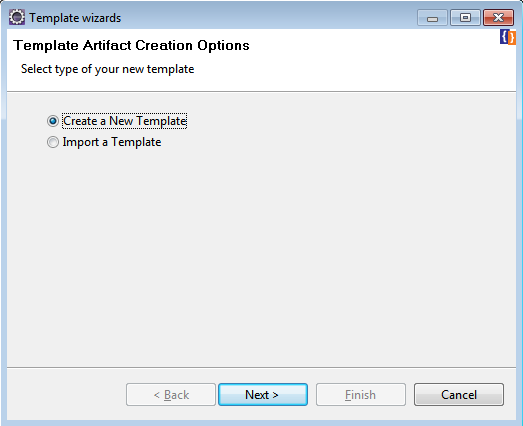 Template wizards
Template Artifact Creation Options
Select type of your new template
Create a New Template
Import a Template
< Back Next > Finish Cancel